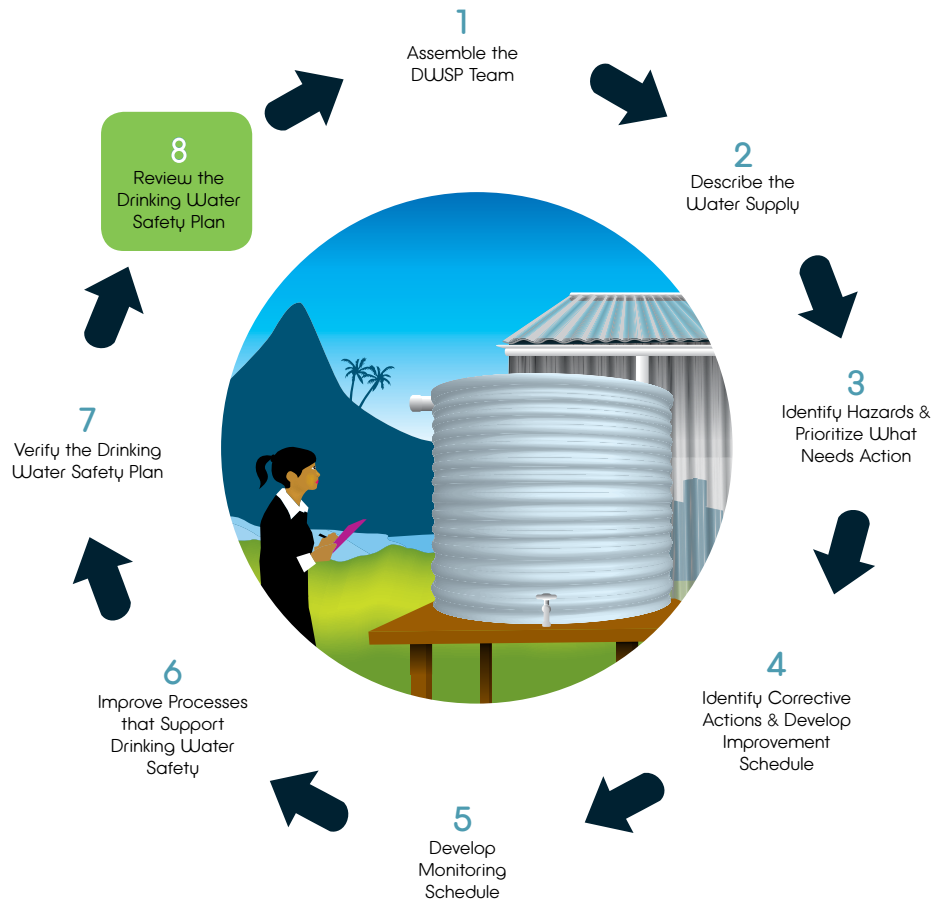 1
Assemble the
DWSP Team
2
Describe the
Water Supply
3
Identify Hazards &
Prioritize What
Needs Action
4
Identify Corrective
Actions & Develop
Improvement
Schedule
5
Develop
Monitoring
Schedule
6
Improve Processes
that Support
Drinking Water
Safety
7
Verify the Drinking
Water Safety Plan
8
Review the
Drinking Water
Safety Plan